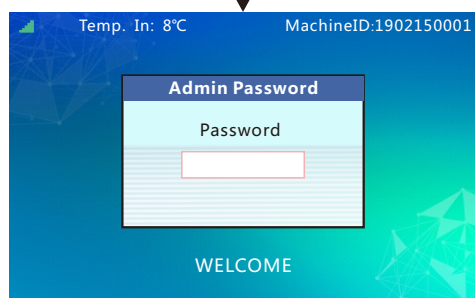 Temp. In: 8℃ MachineID:1902150001
Admin Password
Password
WELCOME